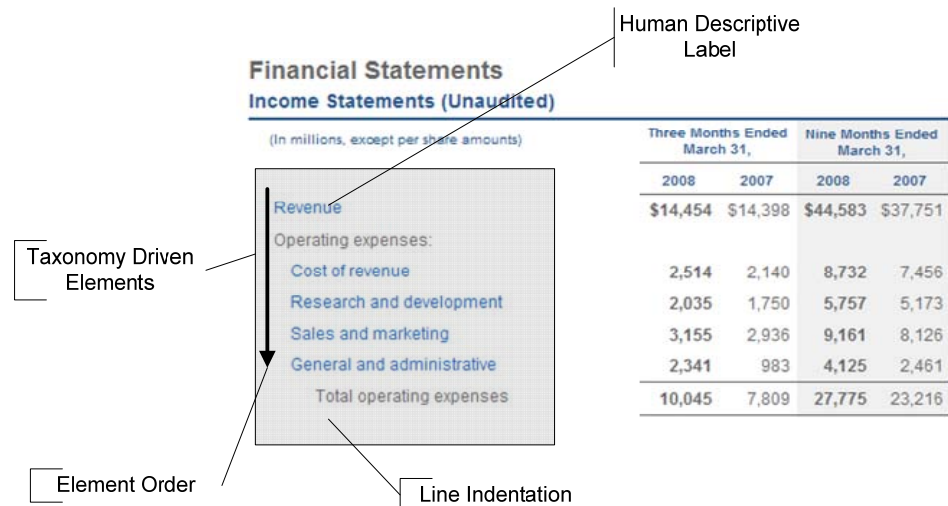 Human Descriptive
Label
Financial Statements
Income Statements (Unaudited)
(In millions, except per share amounts)
Three Months Ended
March 31,
Nine Months Ended
March 31,
2008 2007 2008 2007
Revenue $14,454 $14,398 $44,583 $37,751
Operating expenses:
Cost of revenue 2,514 2,140 8,732 7,456
Research and development 2,035 1,750 5,757 5,173
Sales and marketing 3,155 2,936 9,161 8,126
General and administrative 2,341 983 4,125 2,461
Total operating expenses 10,045 7,809 27,775 23,216
Taxonomy Driven
Elements
Element Order
Line Indentation